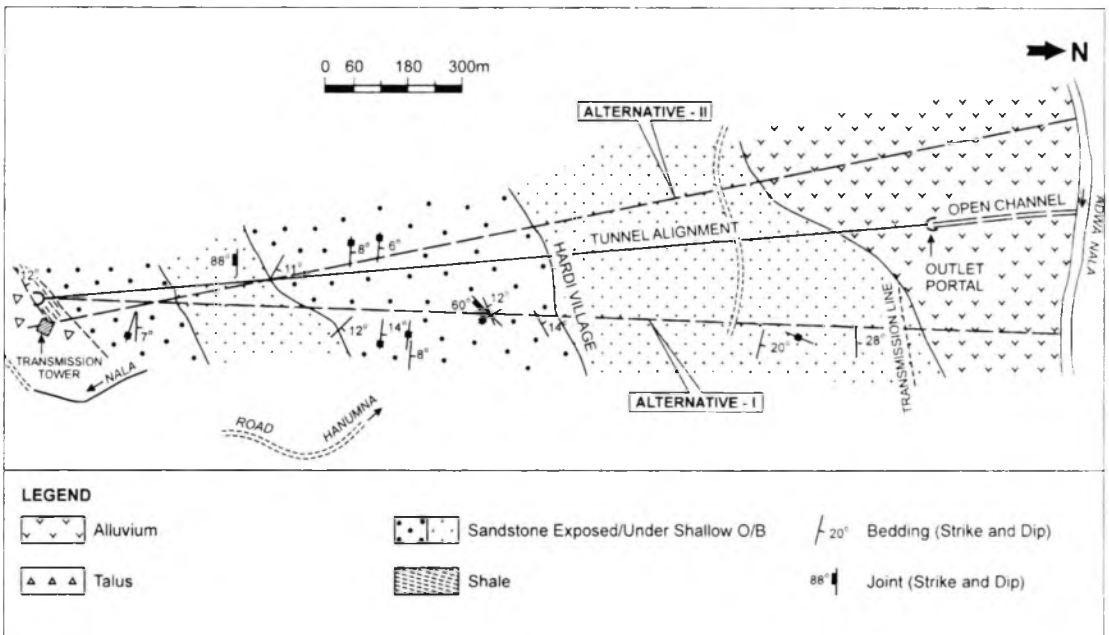 0 60 180 300m
N
ALTERNATIVE - II
OPEN CHANNEL
ADWA NALA
TUNNEL ALIGNMENT
88°
8°
6°
11°
2°
HARDI VILLAGE
OUTLET
PORTAL
60°
12°
7°
12°
14°
14°
8°
20°
28°
TRANSMISSION LINE
TRANSMISSION
TOWER
NALA
ALTERNATIVE - I
ROAD
HANUMNA
LEGEND
Alluvium
Sandstone Exposed/Under Shallow O/B
20° Bedding (Strike and Dip)
Talus
Shale
88° Joint (Strike and Dip)